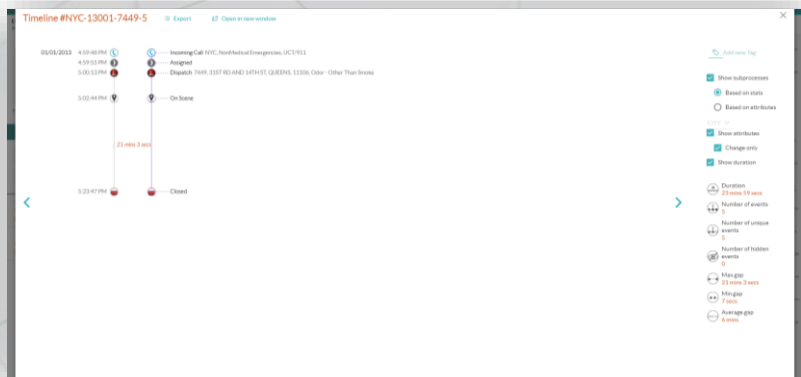 Timeline #NYC-13001-7449-5
Export
Open in new window
01/01/2013 4:59:48 PM Incoming Call NYC, NonMedical Emergencies, UCT/911
4:59:55 PM Assigned
5:00:13 PM Dispatch 7449, 31ST RD AND 14TH ST, QUEENS, 11106, Odor - Other Than Smoke
5:02:44 PM On Scene
21 mins 3 secs
5:23:47 PM Closed
Add new Tag
Show subprocesses
Based on stats
Based on attributes
Show attributes
Change only
Show duration
Duration
23 mins 59 secs
Number of events
5
Number of unique
events
5
Number of hidden
events
0
Max gap
21 mins 3 secs
Min gap
7 secs
Average gap
6 mins